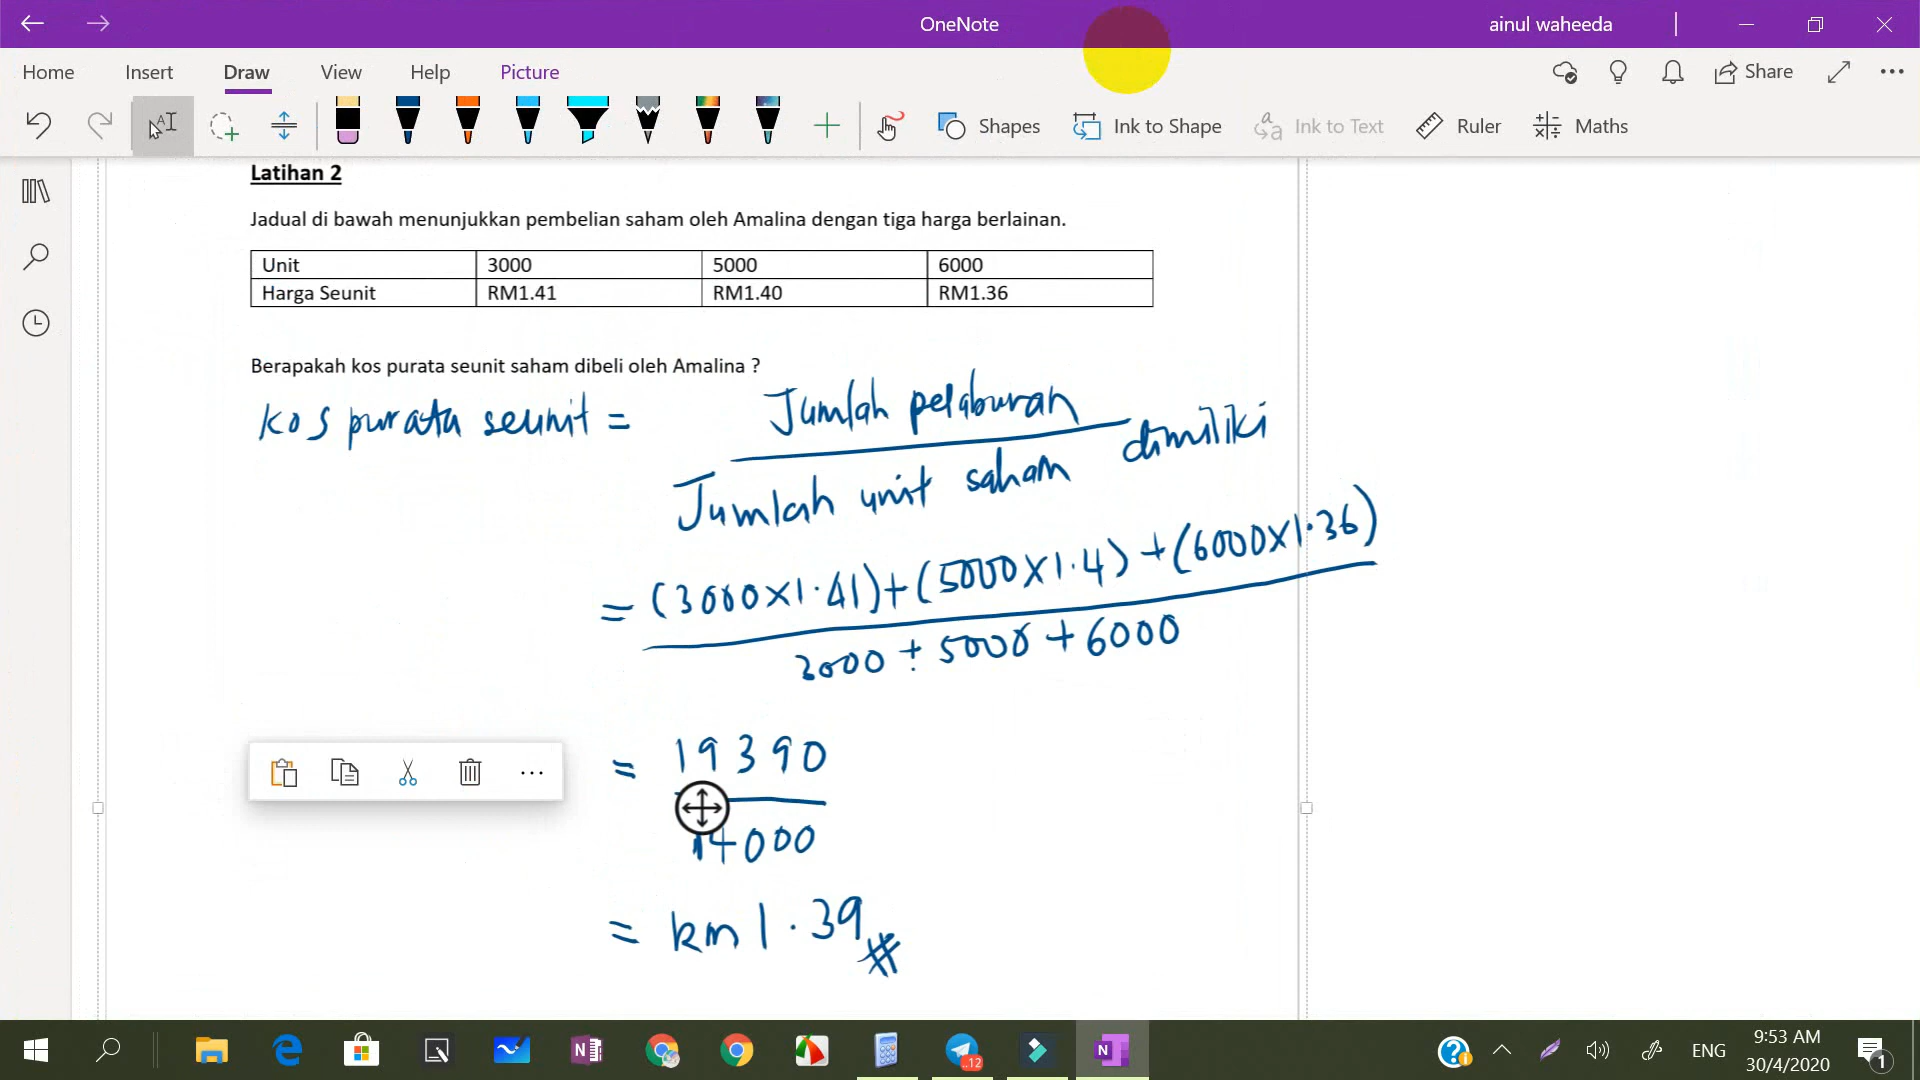 OneNote
ainul waheeda
Home Insert Draw View Help Picture
Share
Shapes Ink to Shape Ink to Text Ruler Maths
Latihan 2
Jadual di bawah menunjukkan pembelian saham oleh Amalina dengan tiga harga berlainan.
Unit 3000 5000 6000
Harga Seunit RM1.41 RM1.40 RM1.36
Berapakah kos purata seunit saham dibeli oleh Amalina ?
kos purata seunit = Jumlah pelaburan
Jumlah unit saham dimiliki
= (3000×1.41)+(5000×1.4)+(6000×1.36)
3000 + 5000 + 6000
= 19390
14000
= RM 1.39 #
..12
ENG
9:53 AM
30/4/2020
1